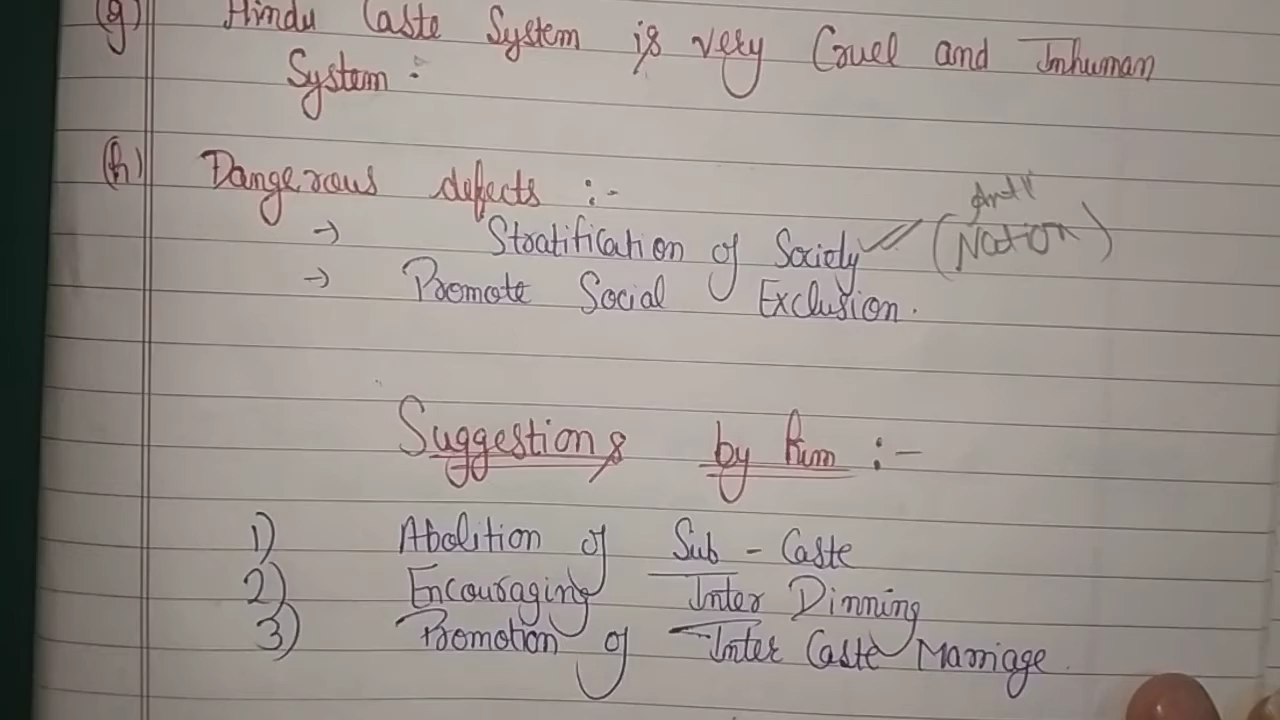 (g) Hindu Caste System is very Cruel and Inhuman
System :
(h) Dangerous defects :-
→ Stratification of Society (Anti Nation)
→ Promote Social Exclusion.
Suggestions by him :-
1) Abolition of Sub - Caste
2) Encouraging Inter Dinning
3) Promotion of Inter Caste Marriage